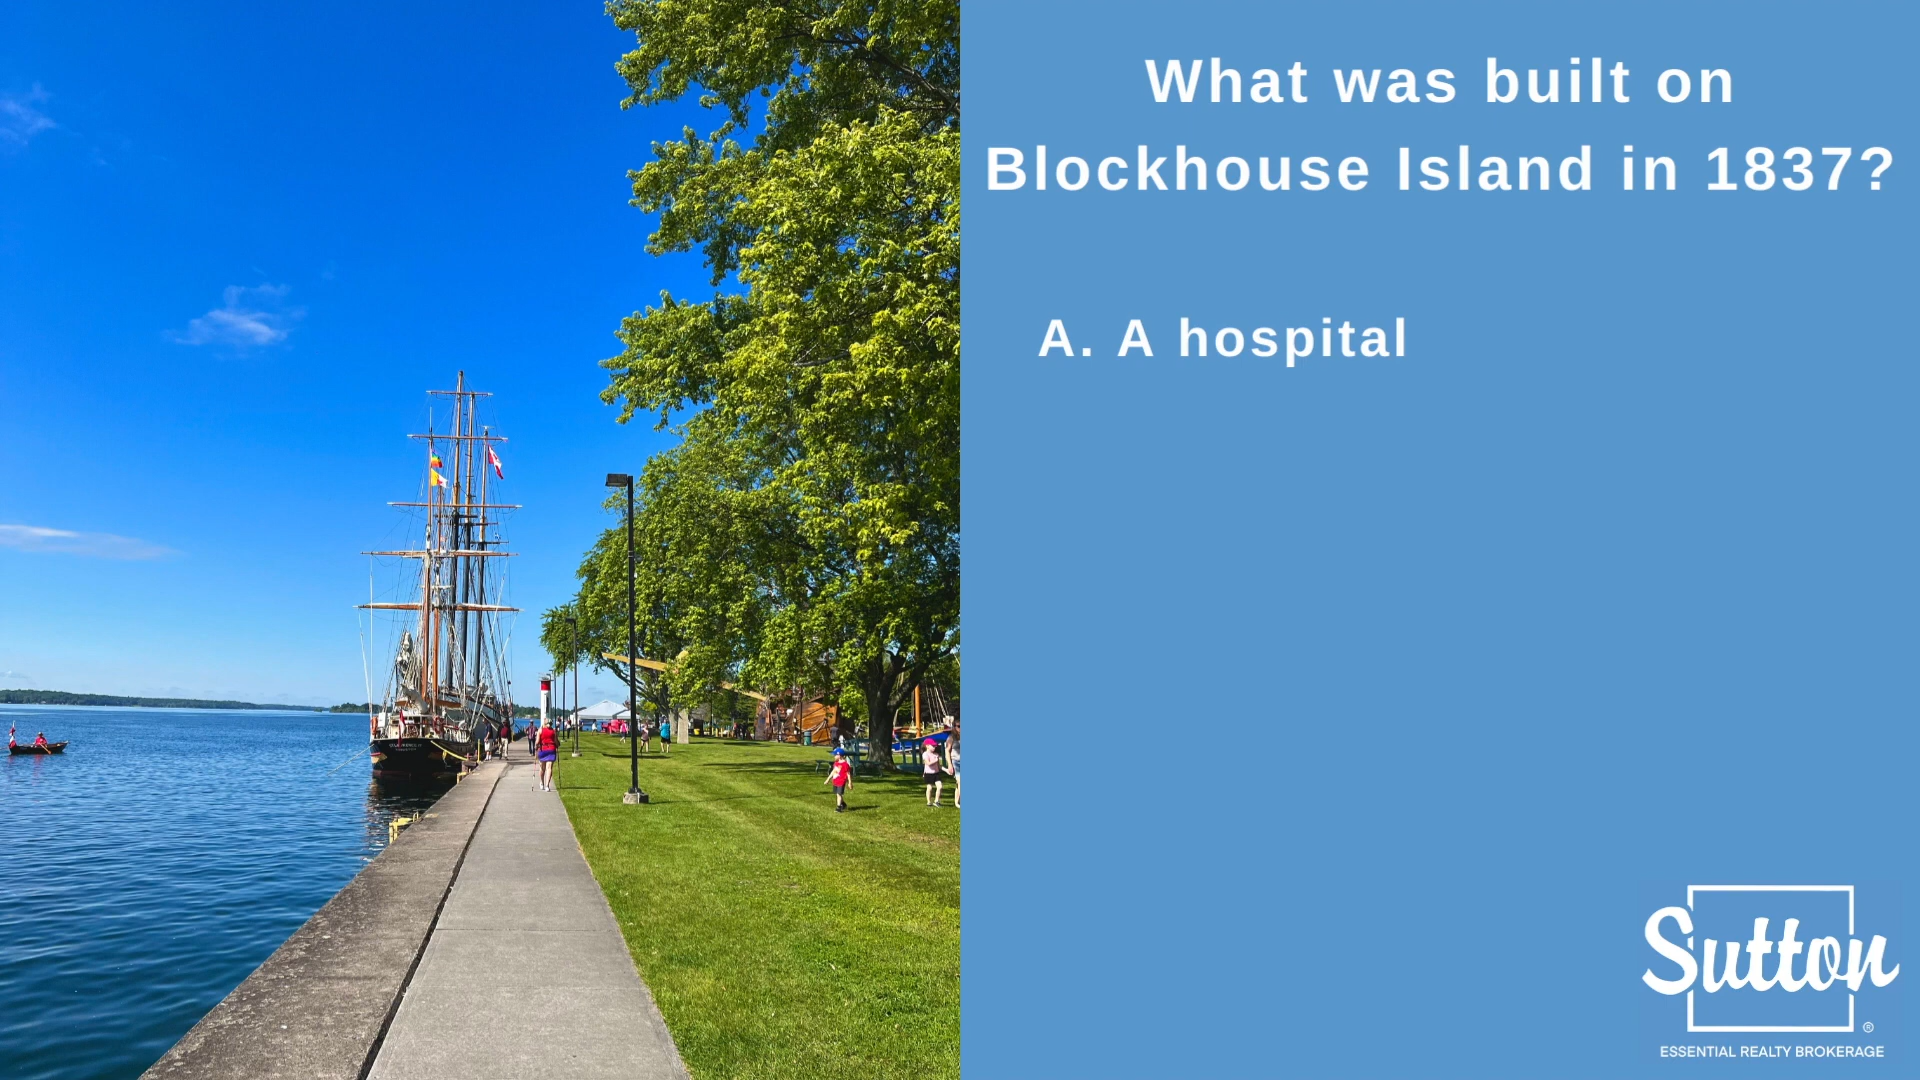 What was built on
Blockhouse Island in 1837?
A. A hospital
Sutton
®
ESSENTIAL REALTY BROKERAGE